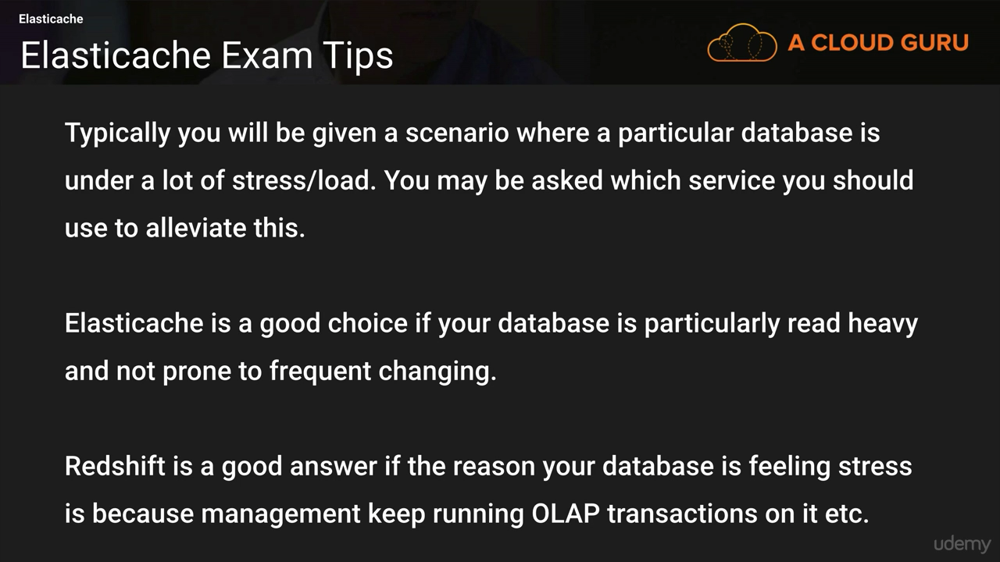 Elasticache
Elasticache Exam Tips
A CLOUD GURU
Typically you will be given a scenario where a particular database is
under a lot of stress/load. You may be asked which service you should
use to alleviate this.
Elasticache is a good choice if your database is particularly read heavy
and not prone to frequent changing.
Redshift is a good answer if the reason your database is feeling stress
is because management keep running OLAP transactions on it etc.
udemy